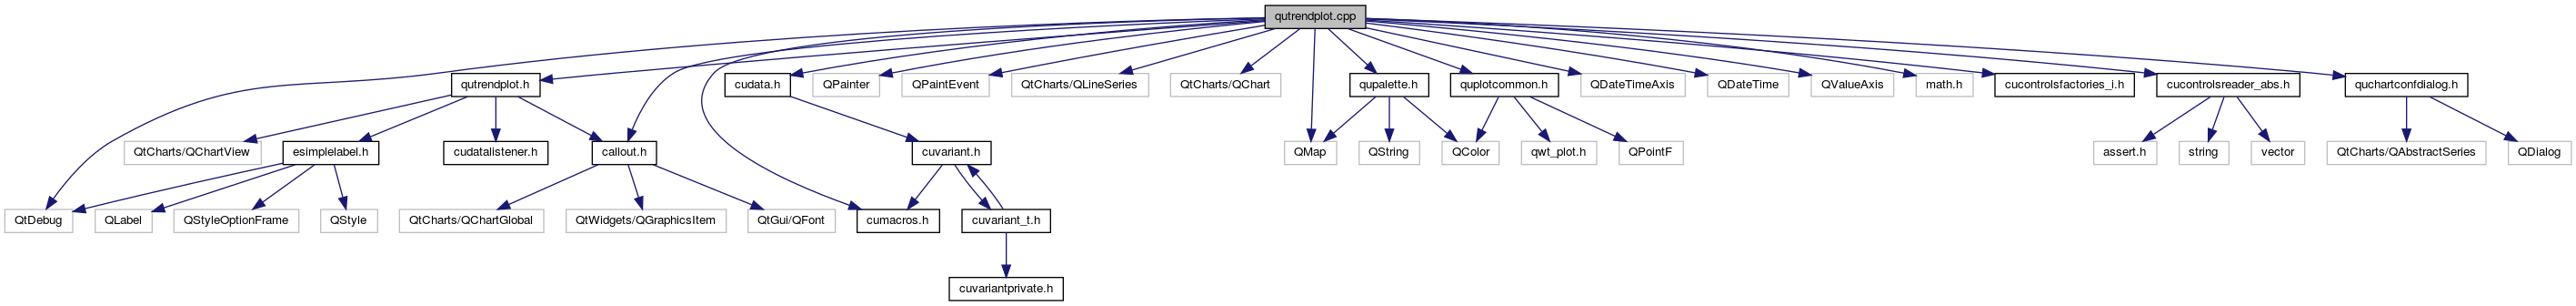 qutrendplot.cpp
qutrendplot.h
cudata.h
QPainter
QPaintEvent
QtCharts/QLineSeries
QtCharts/QChart
qupalette.h
quplotcommon.h
QDateTimeAxis
QDateTime
QValueAxis
math.h
cucontrolsfactories_i.h
cucontrolsreader_abs.h
quchartconfdialog.h
QtCharts/QChartView
esimplelabel.h
cudatalistener.h
callout.h
cuvariant.h
QMap
QString
QColor
qwt_plot.h
QPointF
assert.h
string
vector
QtCharts/QAbstractSeries
QDialog
QtDebug
QLabel
QStyleOptionFrame
QStyle
QtCharts/QChartGlobal
QtWidgets/QGraphicsItem
QtGui/QFont
cumacros.h
cuvariant_t.h
cuvariantprivate.h